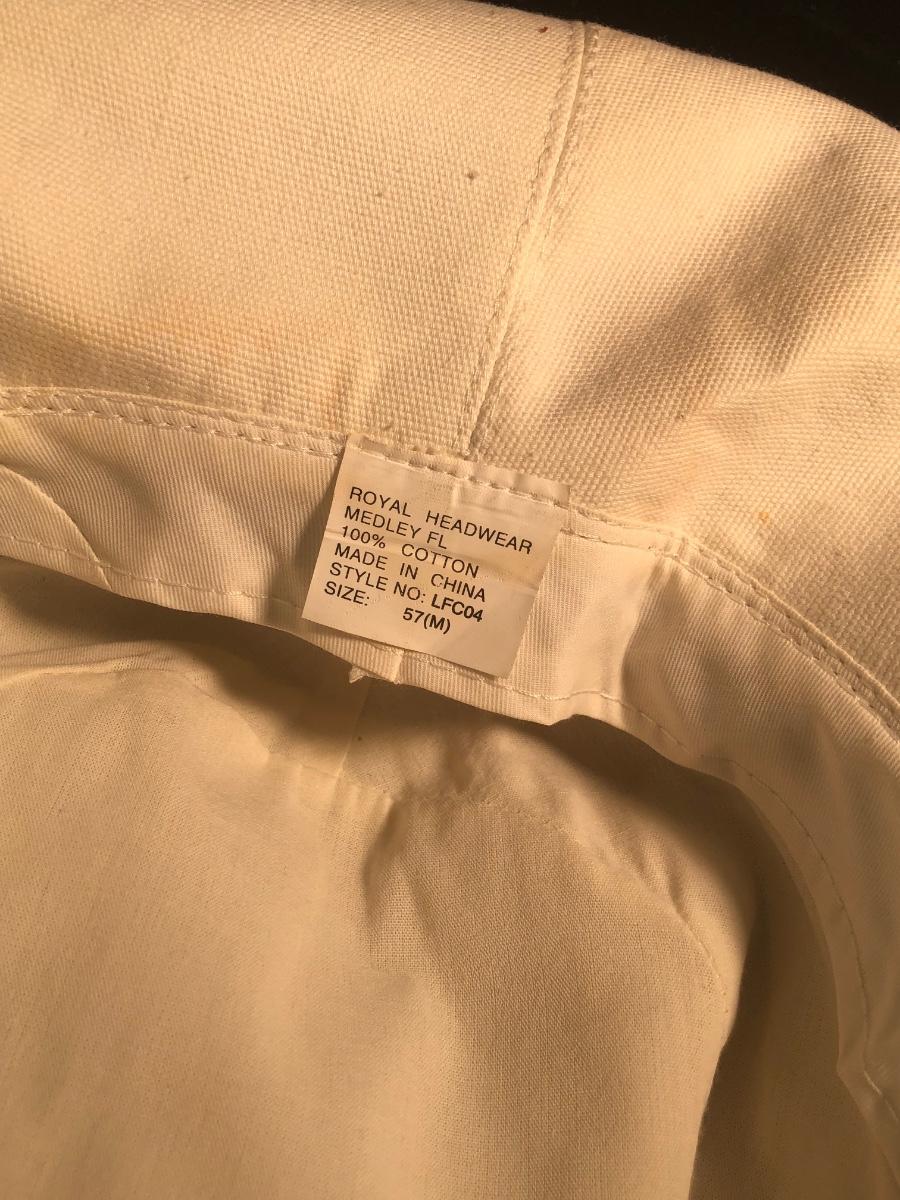 ROYAL HEADWEAR
MEDLEY FL
100% COTTON
MADE IN CHINA
STYLE NO: LFC04
SIZE: 57(M)